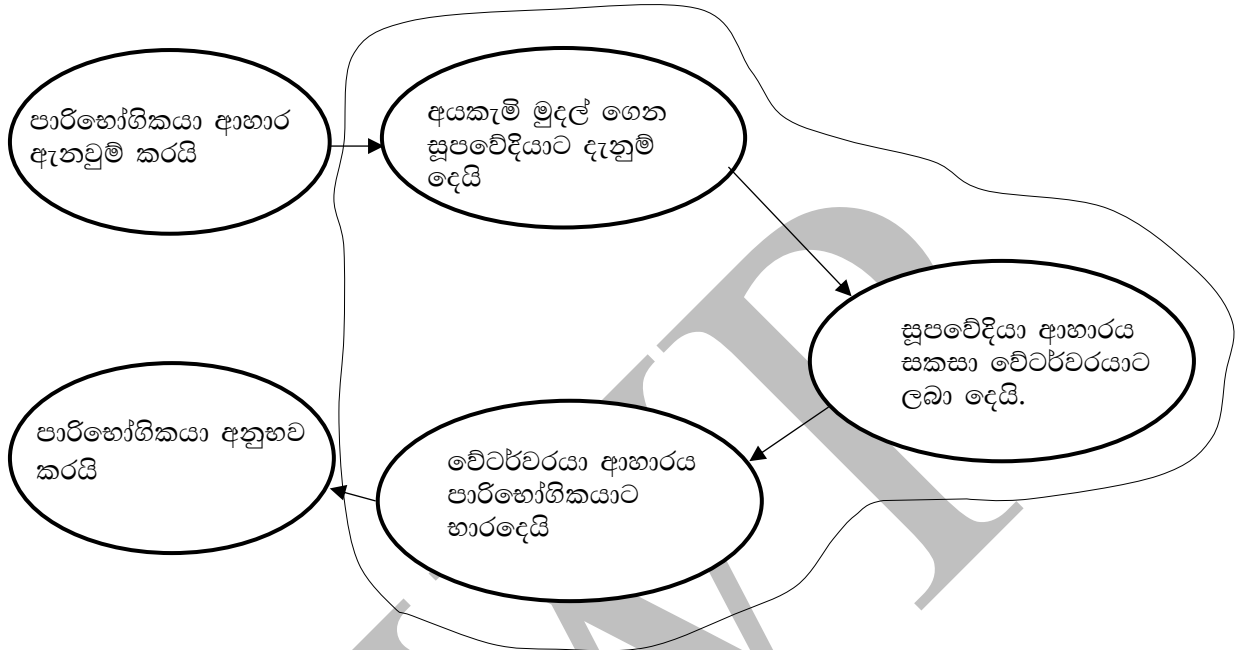 පාරිභෝගිකයා ආහාර
ඇනවුම් කරයි
අයකැමි මුදල් ගෙන
සූපවේදියාට දැනුම්
දෙයි
සූපවේදියා ආහාරය
සකසා වේටර්වරයාට
ලබා දෙයි.
වේටර්වරයා ආහාරය
පාරිභෝගිකයාට
භාරදෙයි
පාරිභෝගිකයා අනුභව
කරයි